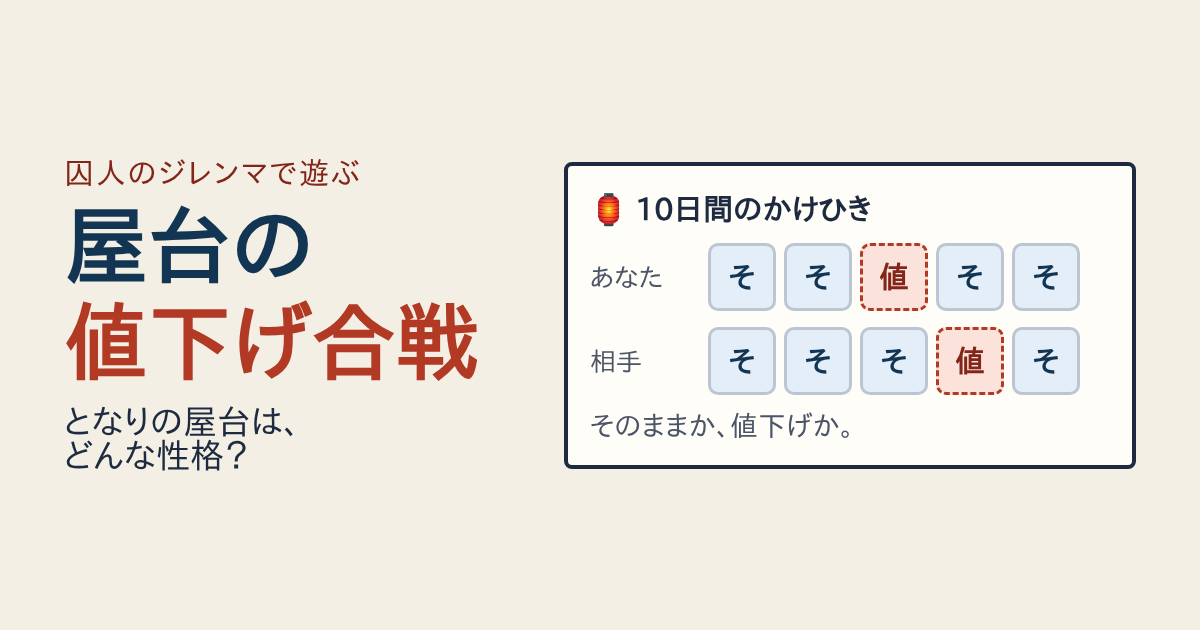 囚人のジレンマで遊ぶ
屋台の
値下げ合戦
となりの屋台は、
どんな性格？
10日間のかけひき
あなた そ そ 値 そ そ
相手 そ そ そ 値 そ
そのままか、値下げか。